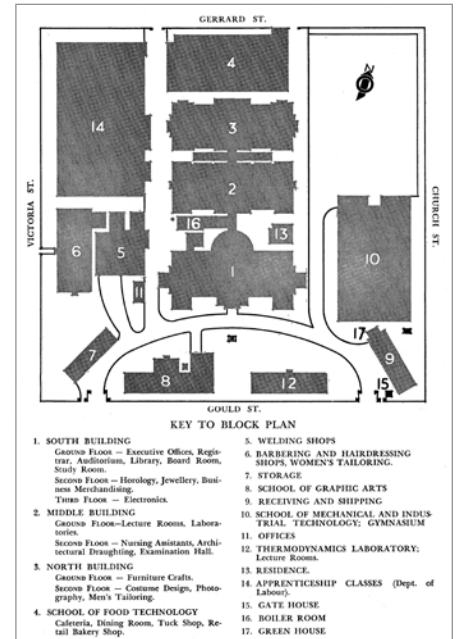 GERRARD ST.
4
N
14
3
VICTORIA ST.
2
CHURCH ST.
16
13
6
5
10
1
11
17
7
9
8
12
15
GOULD ST.
KEY TO BLOCK PLAN
1. SOUTH BUILDING
GROUND FLOOR — Executive Offices, Regis-
trar, Auditorium, Library, Board Room,
Study Room.
SECOND FLOOR — Horology, Jewellery, Busi-
ness Merchandising.
THIRD FLOOR — Electronics.
2. MIDDLE BUILDING
GROUND FLOOR—Lecture Rooms, Labora-
tories.
SECOND FLOOR — Nursing Assistants, Archi-
tectural Draughting, Examination Hall.
3. NORTH BUILDING
GROUND FLOOR — Furniture Crafts.
SECOND FLOOR — Costume Design, Photo-
graphy, Men's Tailoring.
4. SCHOOL OF FOOD TECHNOLOGY
Cafeteria, Dining Room, Tuck Shop, Re-
tail Bakery Shop.
5. WELDING SHOPS
6. BARBERING AND HAIRDRESSING
SHOPS, WOMEN'S TAILORING.
7. STORAGE
8. SCHOOL OF GRAPHIC ARTS
9. RECEIVING AND SHIPPING
10. SCHOOL OF MECHANICAL AND INDUS-
TRIAL TECHNOLOGY; GYMNASIUM
11. OFFICES
12. THERMODYNAMICS LABORATORY;
Lecture Rooms.
13. RESIDENCE.
14. APPRENTICESHIP CLASSES (Dept. of
Labour).
15. GATE HOUSE
16. BOILER ROOM
17. GREEN HOUSE